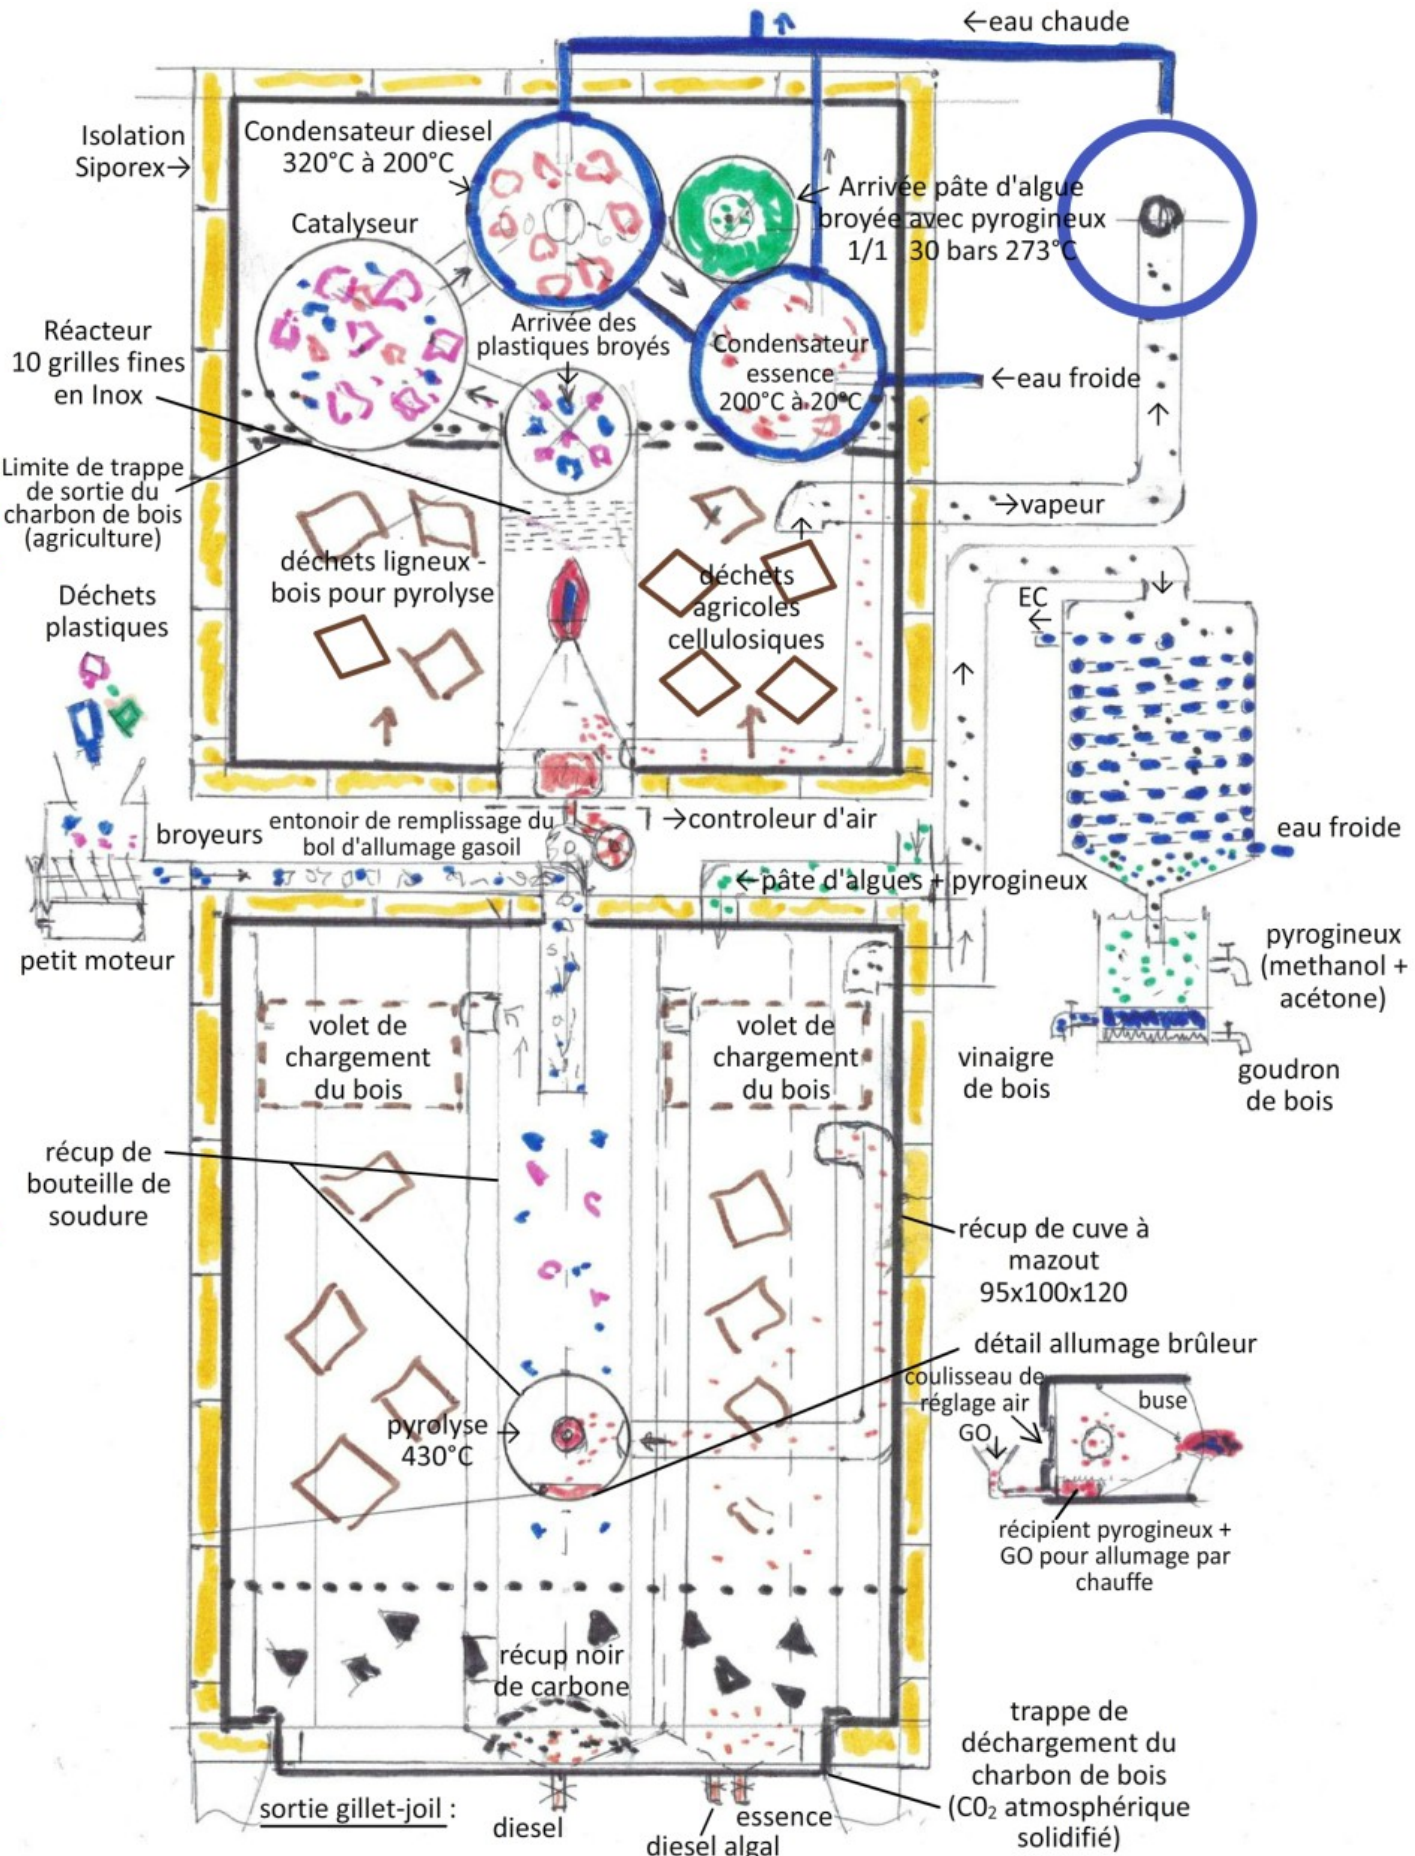 ←eau chaude
Isolation
Siporex→
Condensateur diesel
320°C à 200°C
Arrivée pâte d'algue
broyée avec pyrogineux
1/1 30 bars 273°C
Catalyseur
Réacteur
10 grilles fines
en Inox
Arrivée des
plastiques broyés
Condensateur
essence
200°C à 20°C
←eau froide
Limite de trappe
de sortie du
charbon de bois
(agriculture)
→vapeur
déchets ligneux -
bois pour pyrolyse
déchets
agricoles
cellulosiques
Déchets
plastiques
EC
←
broyeurs
entonoir de remplissage du
bol d'allumage gasoil
→controleur d'air
eau froide
←pâte d'algues + pyrogineux
petit moteur
pyrogineux
(methanol +
acétone)
volet de
chargement
du bois
volet de
chargement
du bois
vinaigre
de bois
goudron
de bois
récup de
bouteille de
soudure
récup de cuve à
mazout
95x100x120
détail allumage brûleur
coulisseau de
réglage air
GO
buse
pyrolyse
430°C
récipient pyrogineux +
GO pour allumage par
chauffe
récup noir
de carbone
trappe de
déchargement du
charbon de bois
(C0₂ atmosphérique
solidifié)
sortie gillet-joil :
diesel
diesel algal
essence